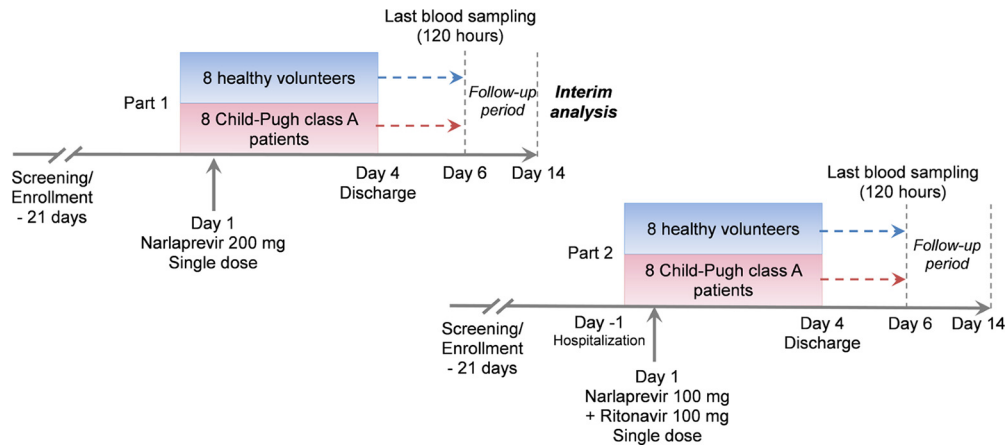 Last blood sampling
(120 hours)
8 healthy volunteers
Part 1
8 Child-Pugh class A
patients
Follow-up
period
Interim
analysis
Screening/
Enrollment
- 21 days
Day 4
Discharge
Day 6
Day 14
Day 1
Narlaprevir 200 mg
Single dose
Last blood sampling
(120 hours)
8 healthy volunteers
Part 2
8 Child-Pugh class A
patients
Follow-up
period
Screening/
Enrollment
- 21 days
Day -1
Hospitalization
Day 4
Discharge
Day 6
Day 14
Day 1
Narlaprevir 100 mg
+ Ritonavir 100 mg
Single dose